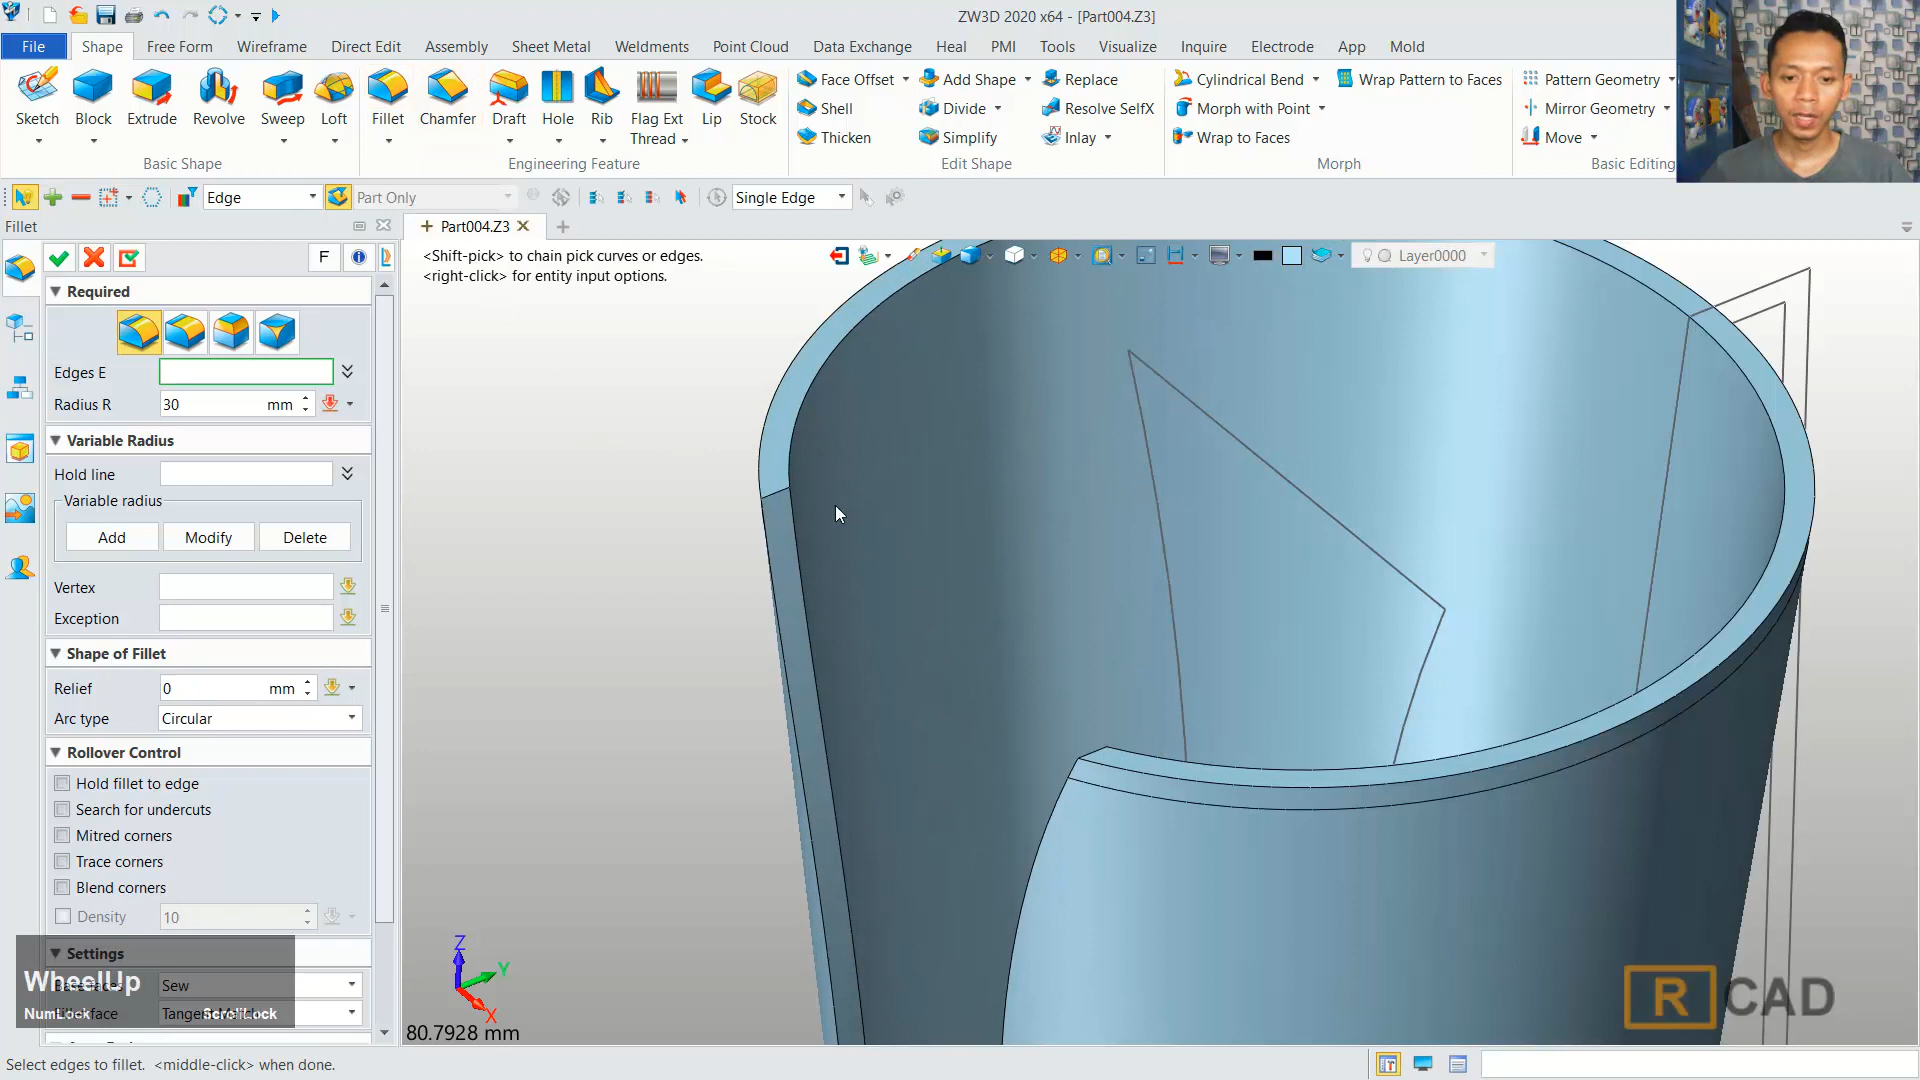 ZW3D 2020 x64 - [Part004.Z3]
File Shape Free Form Wireframe Direct Edit Assembly Sheet Metal Weldments Point Cloud Data Exchange Heal PMI Tools Visualize Inquire Electrode App Mold
Sketch Block Extrude Revolve Sweep Loft Fillet Chamfer Draft Hole Rib Flag Ext Thread Lip Stock
Face Offset Add Shape Replace Cylindrical Bend Wrap Pattern to Faces Pattern Geometry
Shell Divide Resolve SelfX Morph with Point Mirror Geometry
Thicken Simplify Inlay Wrap to Faces Move
Basic Shape Engineering Feature Edit Shape Morph Basic Editing
Edge Part Only Single Edge
Fillet
Part004.Z3
F
<Shift-pick> to chain pick curves or edges.
<right-click> for entity input options.
Layer0000
Required
Edges E
Radius R 30 mm
Variable Radius
Hold line
Variable radius
Add Modify Delete
Vertex
Exception
Shape of Fillet
Relief 0 mm
Arc type Circular
Rollover Control
Hold fillet to edge
Search for undercuts
Mitred corners
Trace corners
Blend corners
Density 10
Settings
WheelUp
Sew
NumLock ScrollLock
Z
Y
X
80.7928 mm
R CAD
Select edges to fillet. <middle-click> when done.